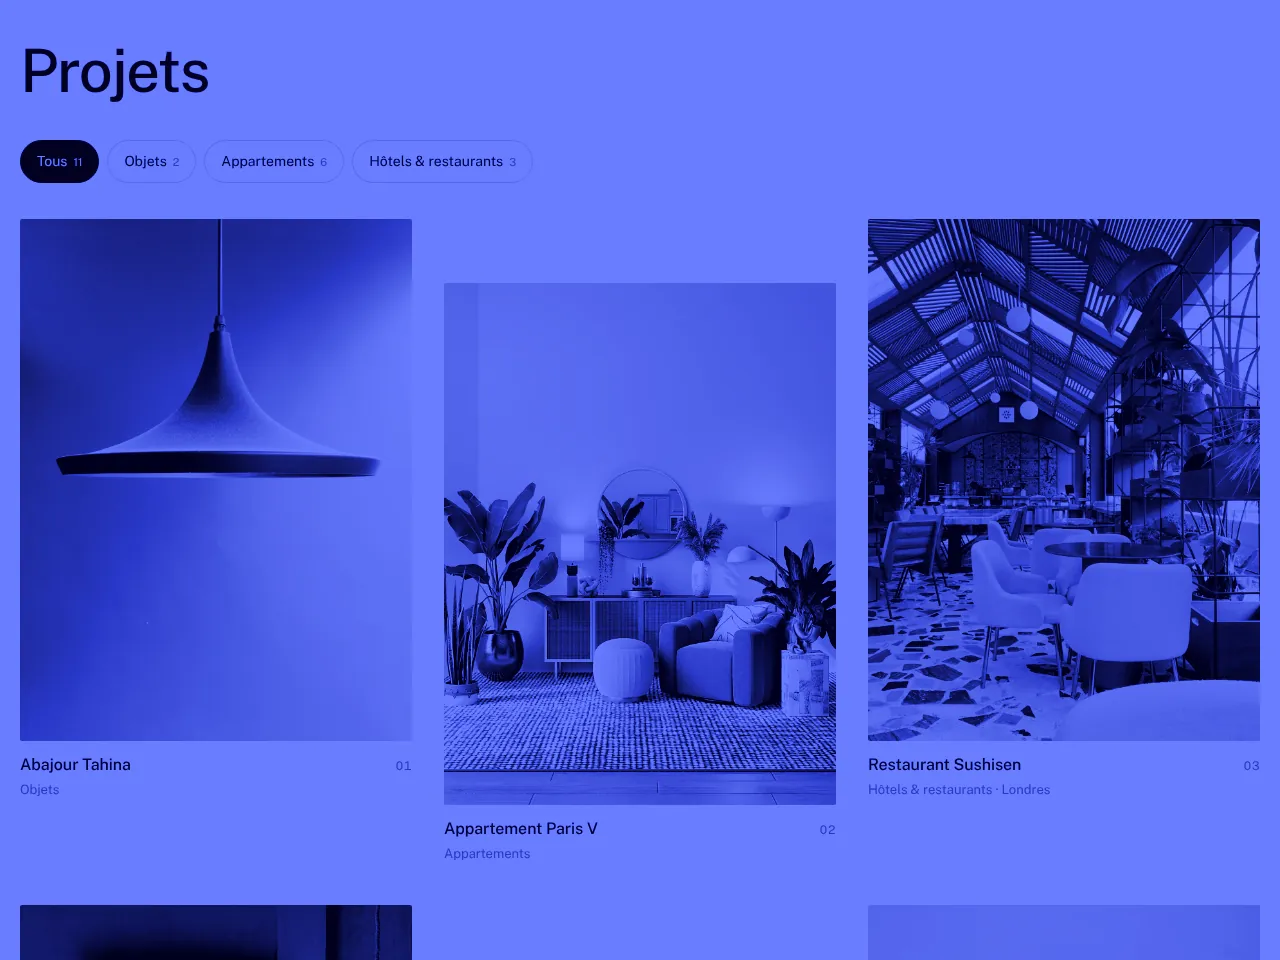 Projets
Tous 11
Objets 2
Appartements 6
Hôtels & restaurants 3
Abajour Tahina
01
Objets
Appartement Paris V
02
Appartements
Restaurant Sushisen
03
Hôtels & restaurants · Londres